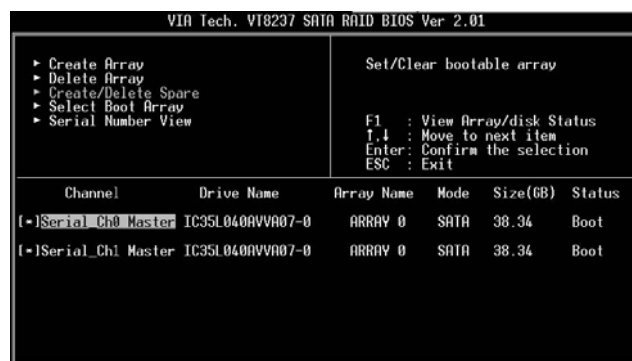 VIA Tech. VT8237 SATA RAID BIOS Ver 2.01
► Create Array
► Delete Array
► Create/Delete Spare
► Select Boot Array
► Serial Number View
Set/Clear bootable array
F1 : View Array/disk Status
↑,↓ : Move to next item
Enter: Confirm the selection
ESC : Exit
Channel Drive Name Array Name Mode Size(GB) Status
[*]Serial_Ch0 Master IC35L040AVVA07-0 ARRAY 0 SATA 38.34 Boot
[*]Serial_Ch1 Master IC35L040AVVA07-0 ARRAY 0 SATA 38.34 Boot